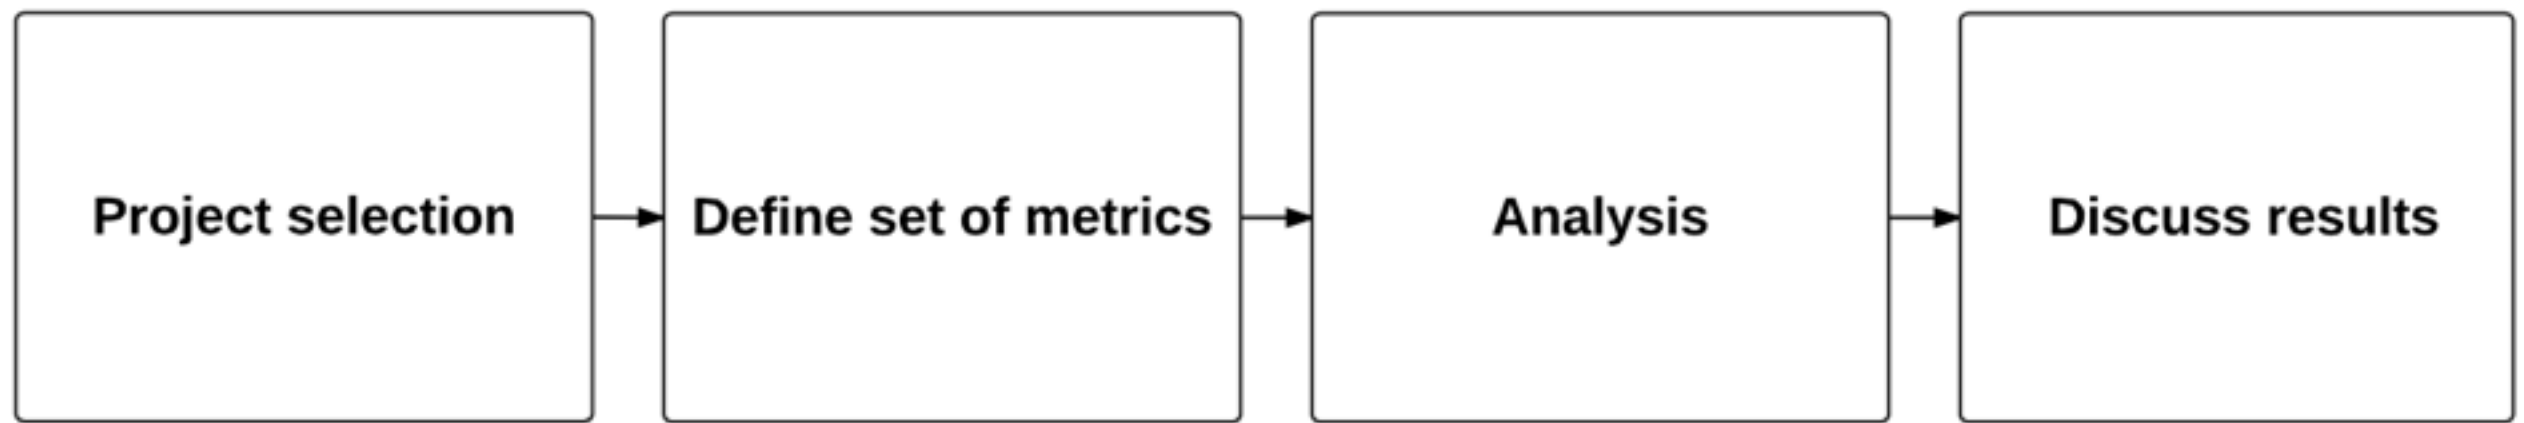 Project selection
Define set of metrics
Analysis
Discuss results